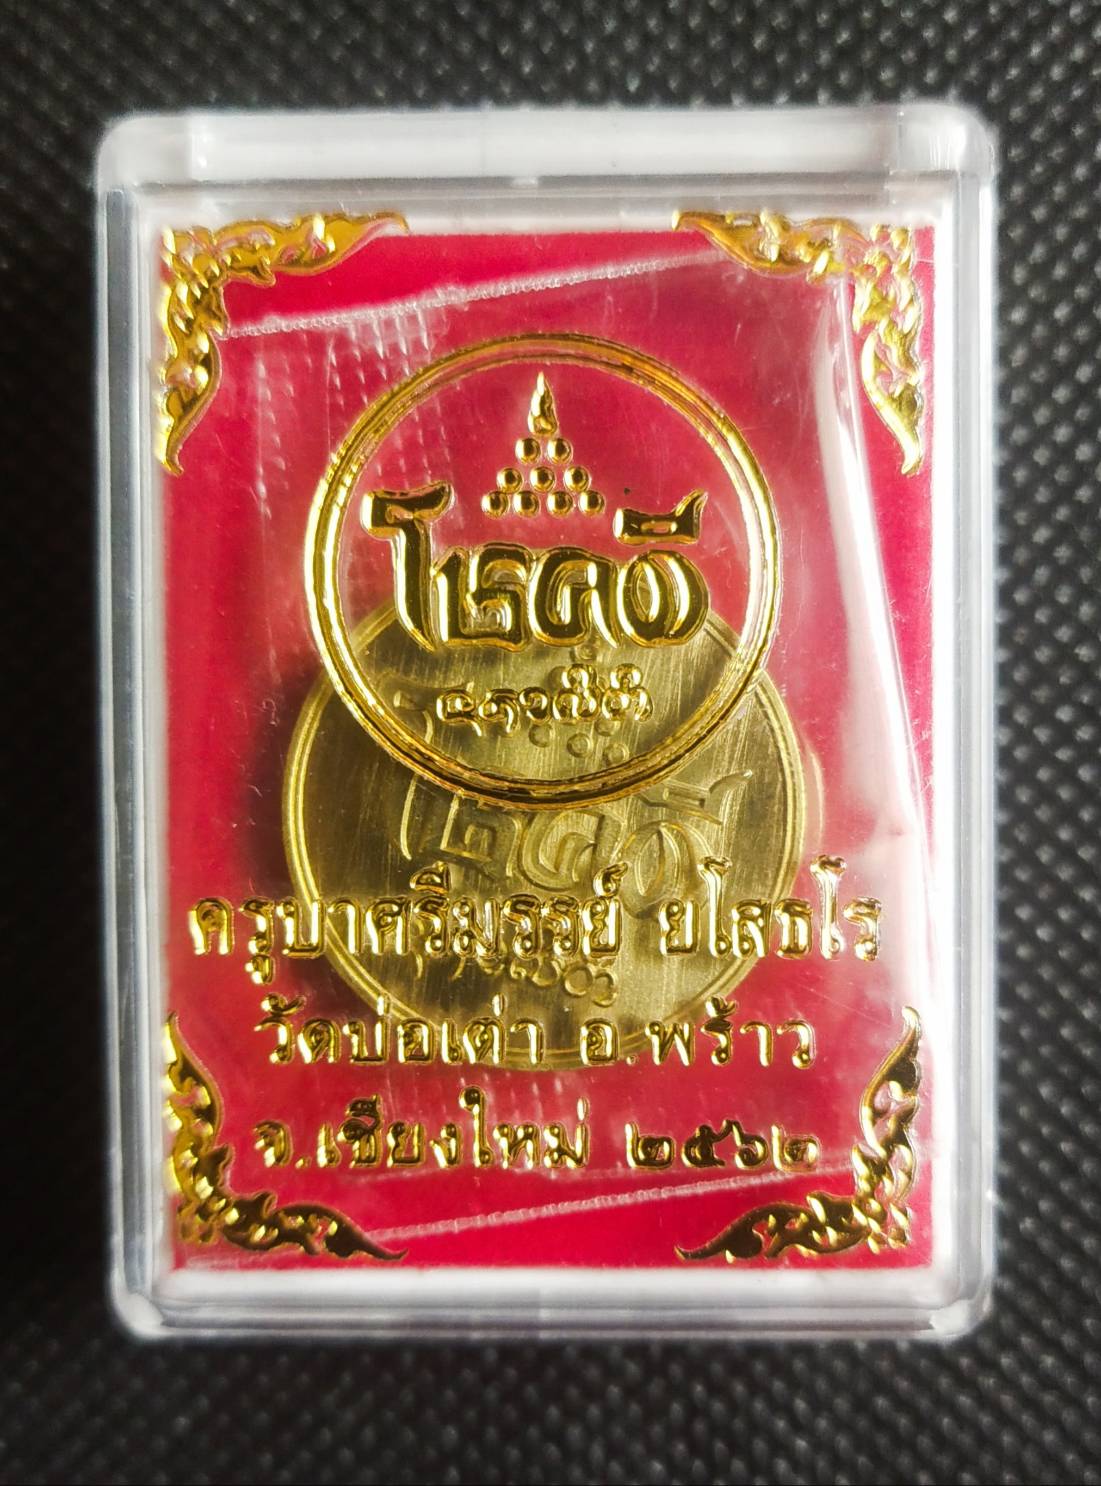 โชคดี
ครูบาศรีมรรย์ ยโสธโร
วัดบ่อเต่า อ.พร้าว
จ.เชียงใหม่ ๒๕๖๒